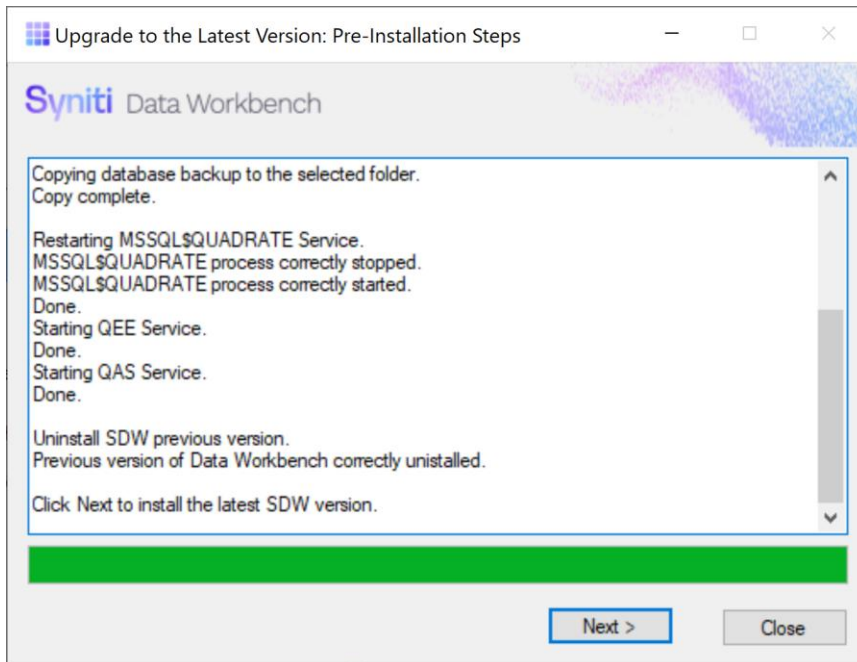 Upgrade to the Latest Version: Pre-Installation Steps
Syniti Data Workbench
Copying database backup to the selected folder.
Copy complete.
Restarting MSSQL$QUADRATE Service.
MSSQL$QUADRATE process correctly stopped.
MSSQL$QUADRATE process correctly started.
Done.
Starting QEE Service.
Done.
Starting QAS Service.
Done.
Uninstall SDW previous version.
Previous version of Data Workbench correctly unistalled.
Click Next to install the latest SDW version.
Next >
Close